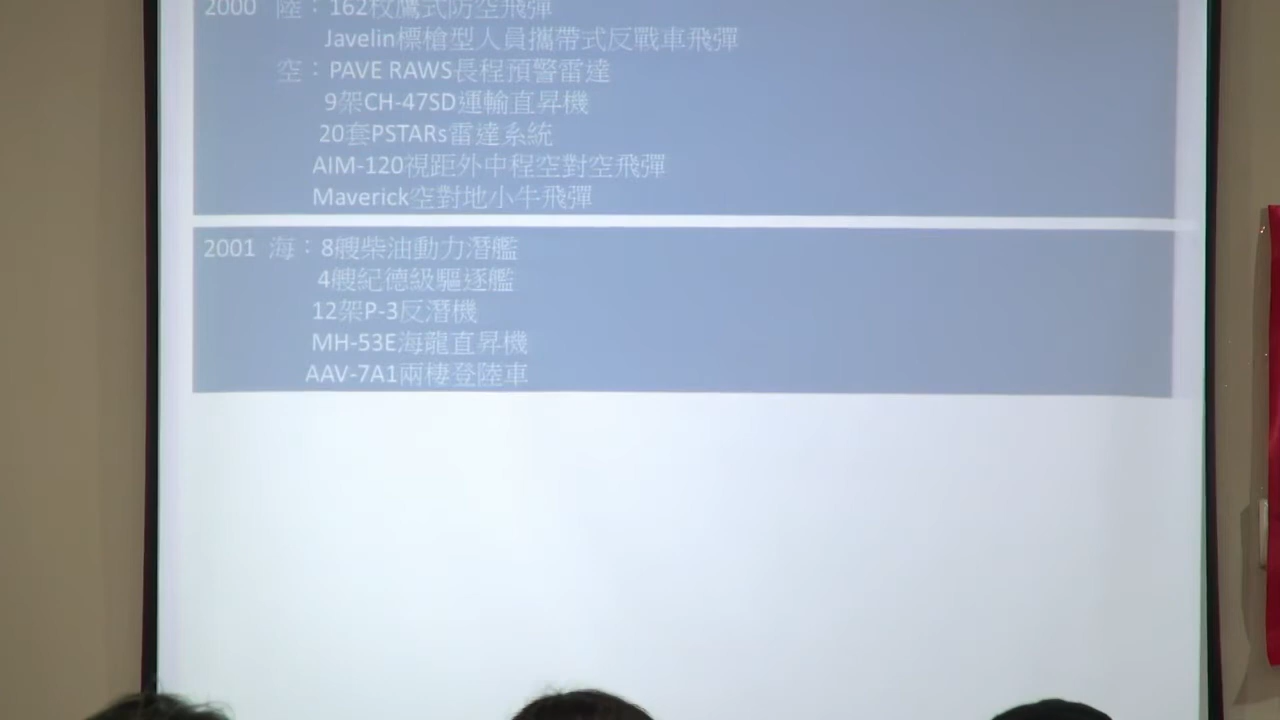 2000 陸：162枚鷹式防空飛彈
Javelin標槍型人員攜帶式反戰車飛彈
空：PAVE RAWS長程預警雷達
9架CH-47SD運輸直昇機
20套PSTARs雷達系統
AIM-120視距外中程空對空飛彈
Maverick空對地小牛飛彈
2001 海：8艘柴油動力潛艦
4艘紀德級驅逐艦
12架P-3反潛機
MH-53E海龍直昇機
AAV-7A1兩棲登陸車